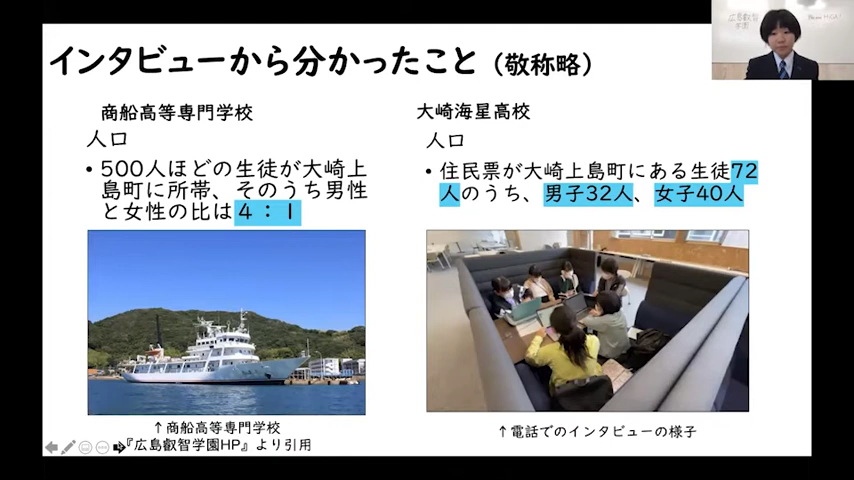 インタビューから分かったこと（敬称略）
商船高等専門学校
人口
•500人ほどの生徒が大崎上
島町に所帯、そのうち男性
と女性の比は４：１
↑商船高等専門学校
『広島叡智学園HP』より引用
大崎海星高校
人口
•住民票が大崎上島町にある生徒72
人のうち、男子32人、女子40人
↑電話でのインタビューの様子
広島叡智
学園